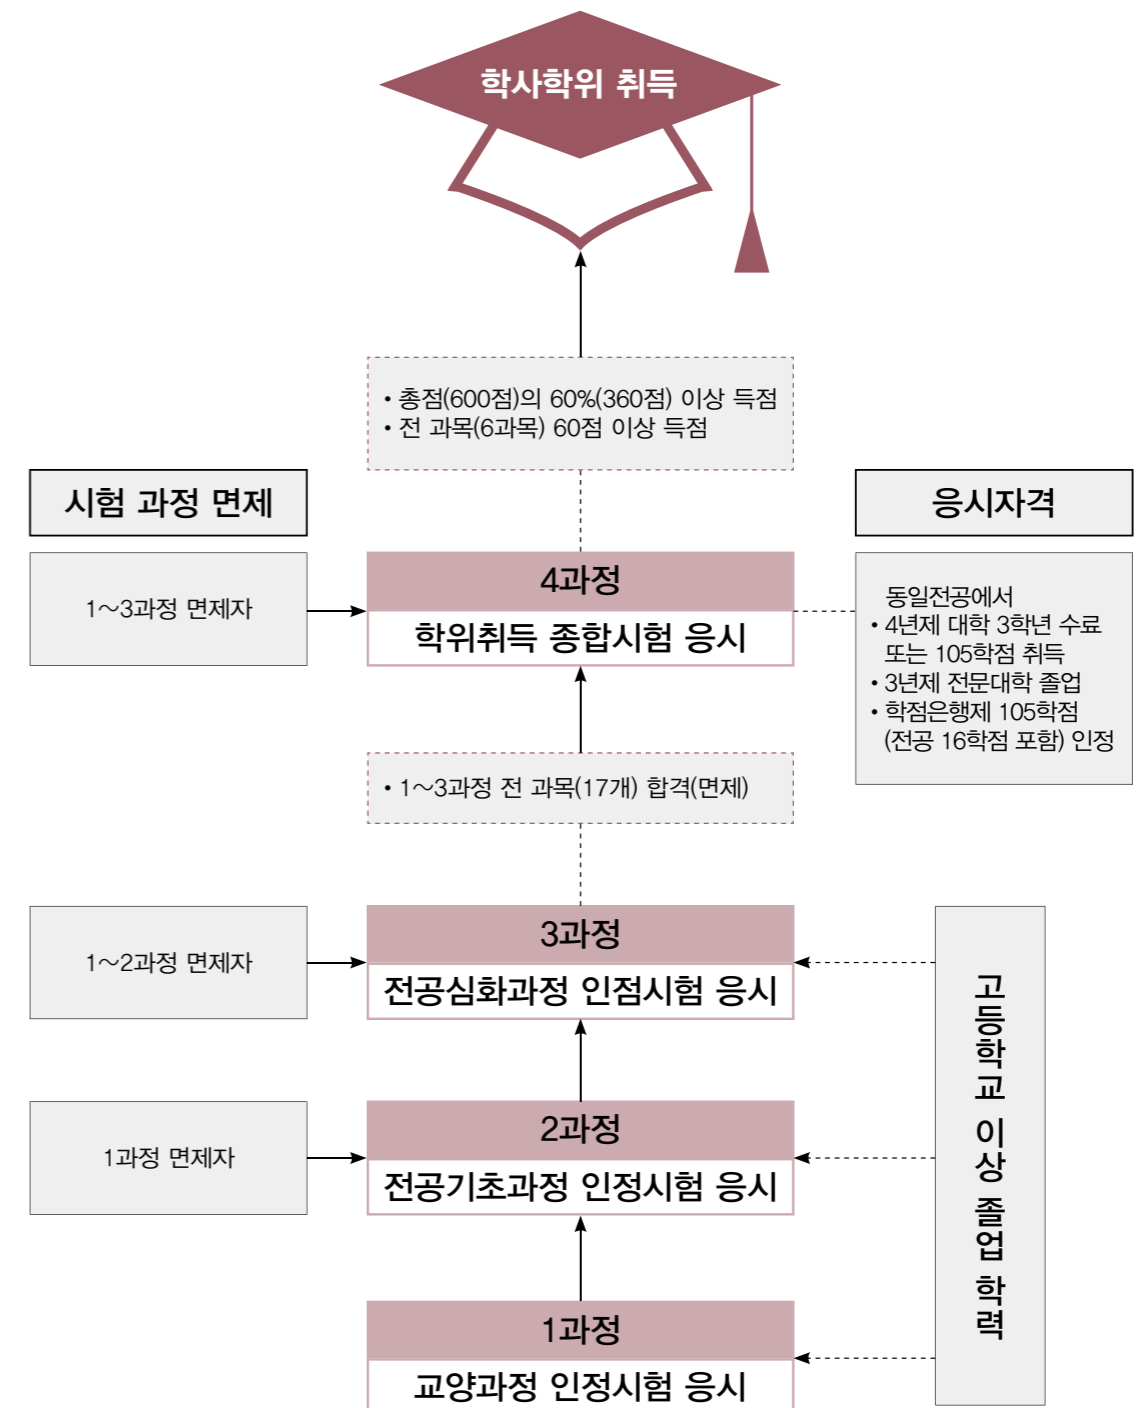 학사학위 취득
• 총점(600점)의 60%(360점) 이상 득점
• 전 과목(6과목) 60점 이상 득점
시험 과정 면제
응시자격
1~3과정 면제자
4과정
학위취득 종합시험 응시
동일전공에서
• 4년제 대학 3학년 수료
또는 105학점 취득
• 3년제 전문대학 졸업
• 학점은행제 105학점
(전공 16학점 포함) 인정
• 1~3과정 전 과목(17개) 합격(면제)
1~2과정 면제자
3과정
전공심화과정 인점시험 응시
고등학교 이상 졸업 학력
1과정 면제자
2과정
전공기초과정 인정시험 응시
1과정
교양과정 인정시험 응시